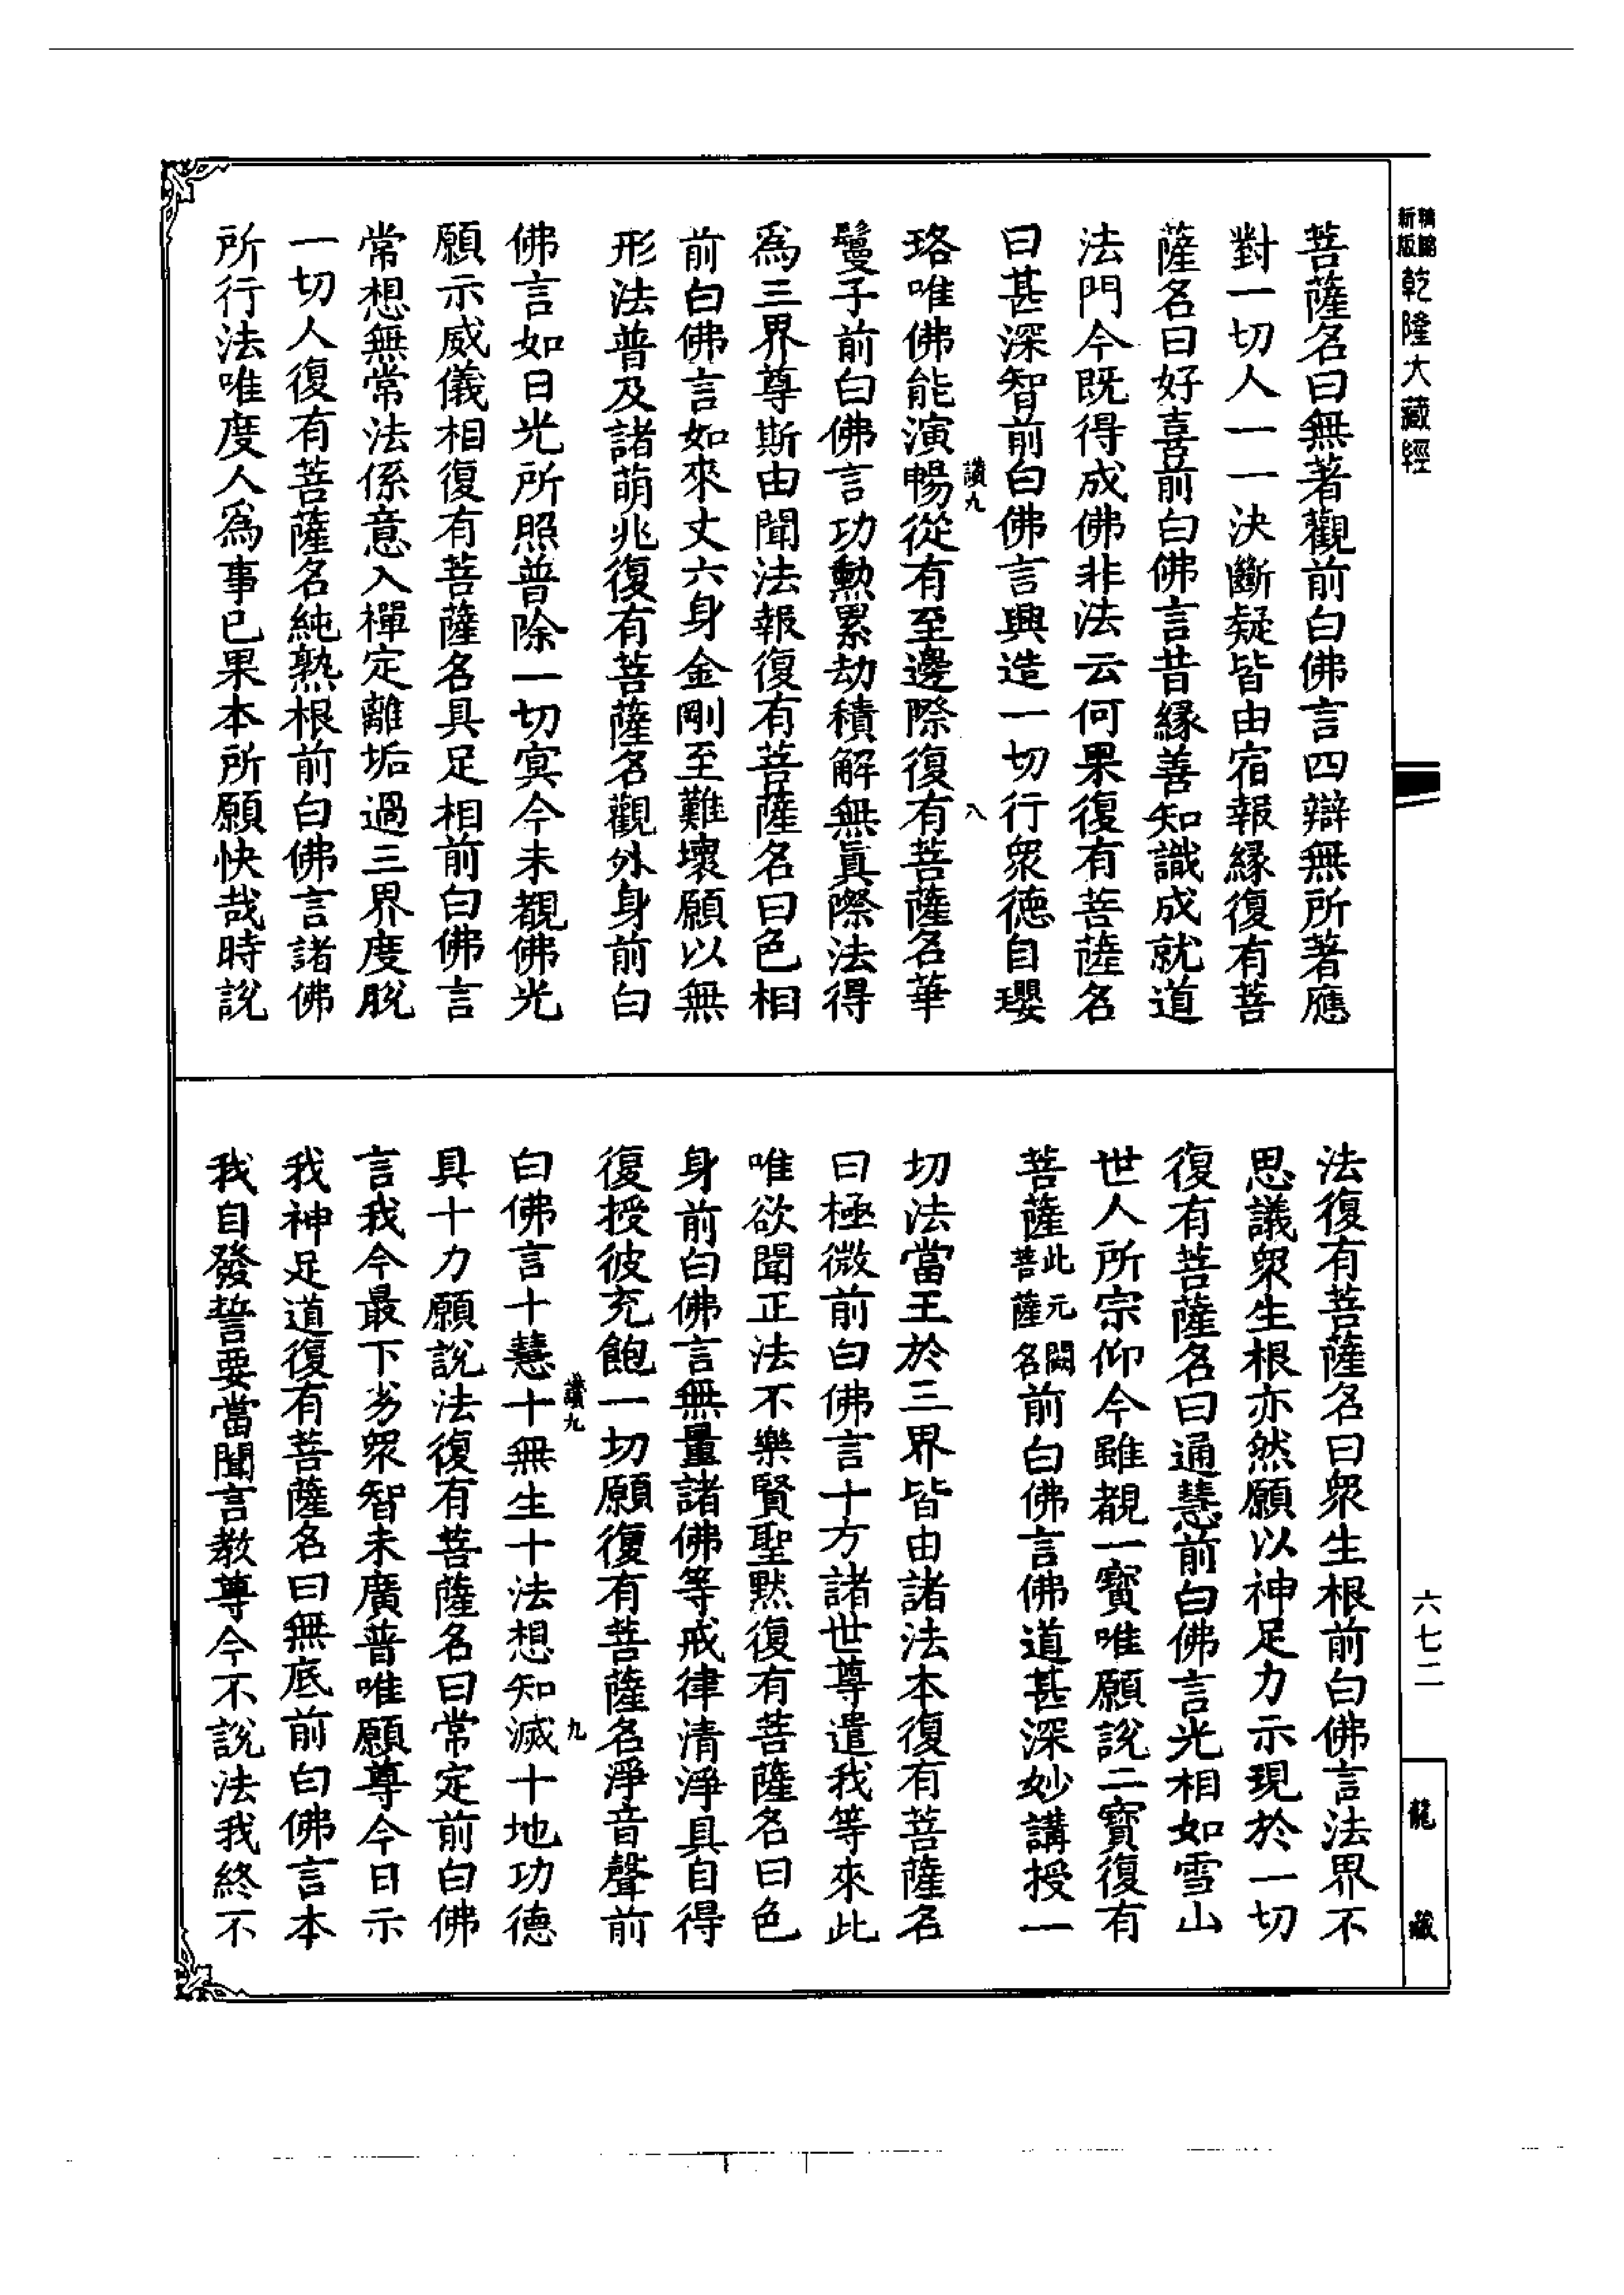 乾隆大藏經
菩薩名曰無著觀前白佛言四辯無所著應
對一切人一一決斷疑皆由宿報緣復有菩
薩名曰好喜前白佛言昔緣善知識成就道
法門今既得成佛非法云何果復有菩薩名
曰甚深智前白佛言興造一切行眾德自瓔
讀九
八
珞唯佛能演暢從有至邊際復有菩薩名華
鬘子前白佛言功勲累劫積解無眞際法得
爲三界尊斯由聞法報復有菩薩名曰色相
前白佛言如來丈六身金剛至難壞願以無
形法普及諸萌兆復有菩薩名觀外身前白
佛言如日光所照普除一切冥今未覩佛光
願示威儀相復有菩薩名具足相前白佛言
常想無常法係意入禪定離垢過三界度脫
一切人復有菩薩名純熟根前白佛言諸佛
所行法唯度人爲事已果本所願快哉時說
法復有菩薩名曰眾生根前白佛言法界不
思議眾生根亦然願以神足力示現於一切
復有菩薩名曰通慧前白佛言光相如雪山
世人所宗仰今雖覩一寶唯願說二寶復有
菩薩此元闕菩薩名前白佛言佛道甚深妙講授一
切法當王於三界皆由諸法本復有菩薩名
曰極微前白佛言十方諸世尊遣我等來此
唯欲聞正法不樂賢聖默復有菩薩名曰色
身前白佛言無量諸佛等戒律清淨具自得
復授彼充飽一切願復有菩薩名淨音聲前
九
白佛言十慧十無生十法想知滅十地功德
具十力願說法復有菩薩名曰常定前白佛
言我今最下劣眾智未廣普唯願尊今日示
我神足道復有菩薩名曰無底前白佛言本
我自發誓要當聞言教尊今不說法我終不
六七二
龍藏